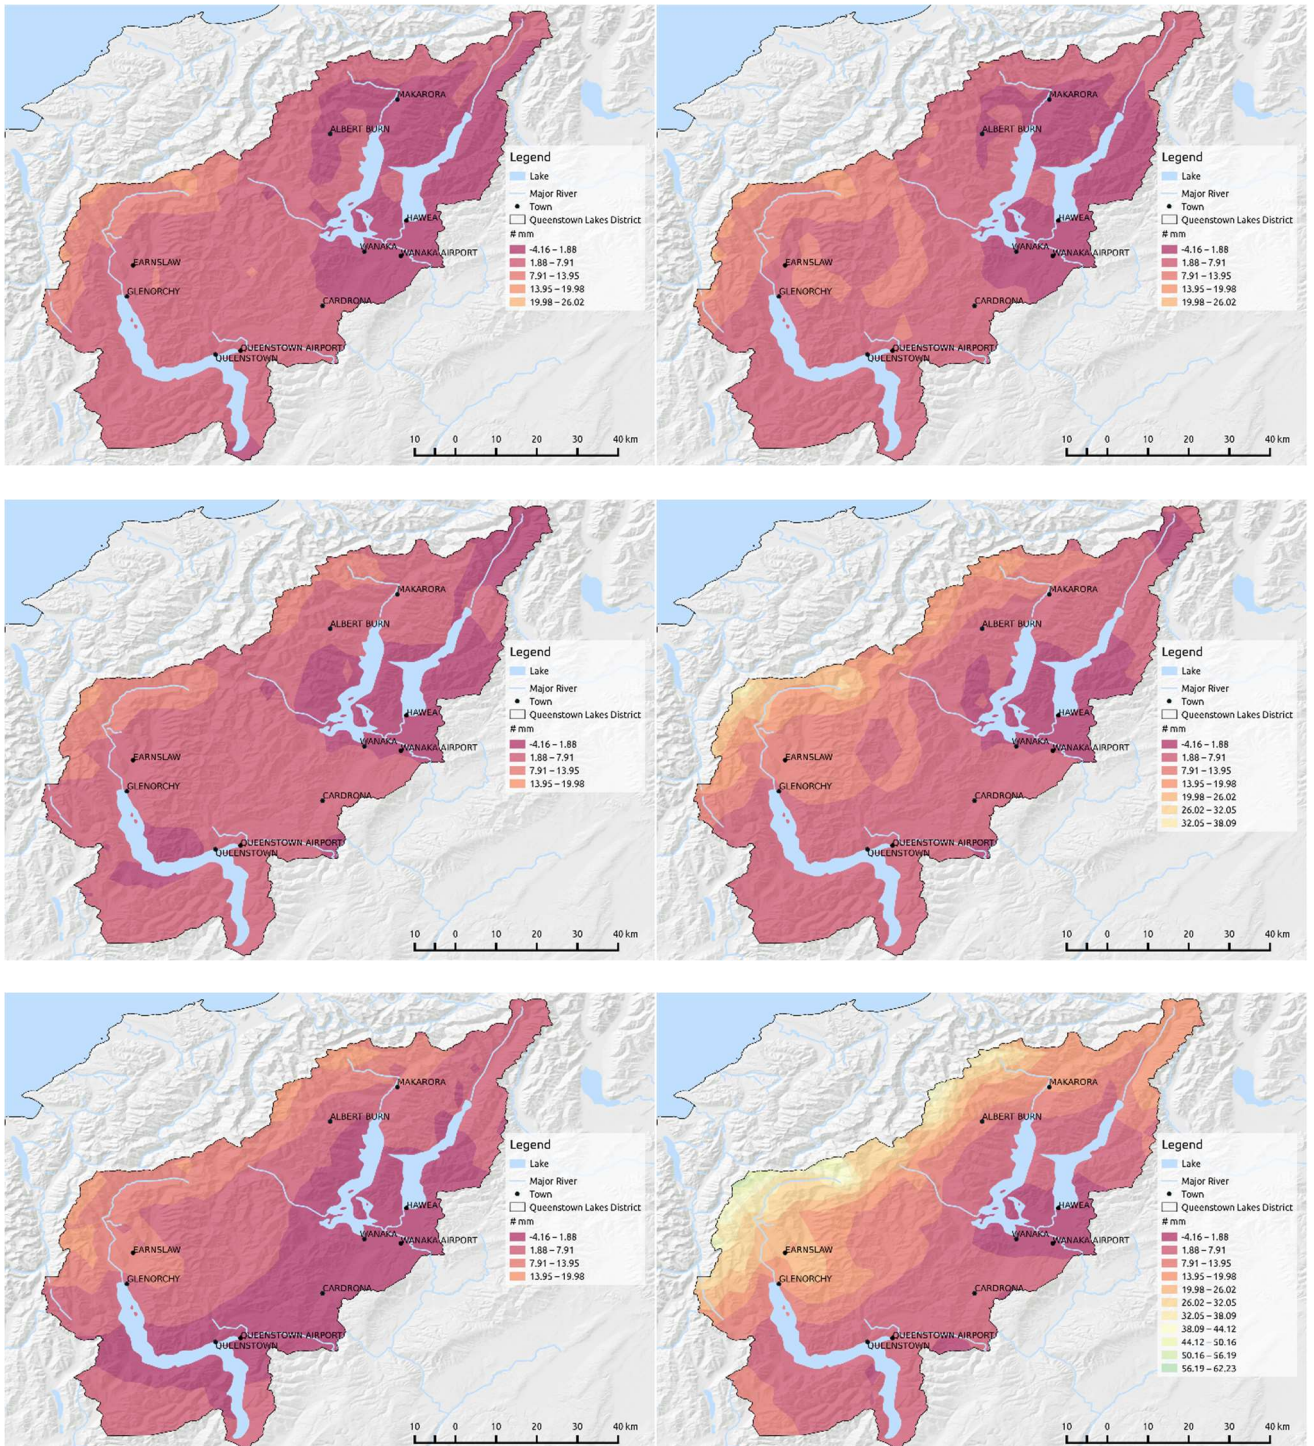 MAKARORA
ALBERT BURN
HAWEA
WANAKA
WANAKA AIRPORT
EARNSLAW
GLENORCHY
CARDRONA
QUEENSTOWN AIRPORT
QUEENSTOWN
Legend
Lake
Major River
Town
Queenstown Lakes District
# mm
-4.16 – 1.88
1.88 – 7.91
7.91 – 13.95
13.95 – 19.98
19.98 – 26.02
10 0 10 20 30 40 km
MAKARORA
ALBERT BURN
HAWEA
WANAKA
WANAKA AIRPORT
EARNSLAW
GLENORCHY
CARDRONA
QUEENSTOWN AIRPORT
QUEENSTOWN
Legend
Lake
Major River
Town
Queenstown Lakes District
# mm
-4.16 – 1.88
1.88 – 7.91
7.91 – 13.95
13.95 – 19.98
19.98 – 26.02
10 0 10 20 30 40 km
MAKARORA
ALBERT BURN
HAWEA
WANAKA
WANAKA AIRPORT
EARNSLAW
GLENORCHY
CARDRONA
QUEENSTOWN AIRPORT
QUEENSTOWN
Legend
Lake
Major River
Town
Queenstown Lakes District
# mm
-4.16 – 1.88
1.88 – 7.91
7.91 – 13.95
13.95 – 19.98
10 0 10 20 30 40 km
MAKARORA
ALBERT BURN
HAWEA
WANAKA
WANAKA AIRPORT
EARNSLAW
GLENORCHY
CARDRONA
QUEENSTOWN AIRPORT
QUEENSTOWN
Legend
Lake
Major River
Town
Queenstown Lakes District
# mm
-4.16 – 1.88
1.88 – 7.91
7.91 – 13.95
13.95 – 19.98
19.98 – 26.02
26.02 – 32.05
32.05 – 38.09
10 0 10 20 30 40 km
MAKARORA
ALBERT BURN
HAWEA
WANAKA
WANAKA AIRPORT
EARNSLAW
GLENORCHY
CARDRONA
QUEENSTOWN AIRPORT
QUEENSTOWN
Legend
Lake
Major River
Town
Queenstown Lakes District
# mm
-4.16 – 1.88
1.88 – 7.91
7.91 – 13.95
13.95 – 19.98
10 0 10 20 30 40 km
MAKARORA
ALBERT BURN
HAWEA
WANAKA
WANAKA AIRPORT
EARNSLAW
GLENORCHY
CARDRONA
QUEENSTOWN AIRPORT
QUEENSTOWN
Legend
Lake
Major River
Town
Queenstown Lakes District
# mm
-4.16 – 1.88
1.88 – 7.91
7.91 – 13.95
13.95 – 19.98
19.98 – 26.02
26.02 – 32.05
32.05 – 38.09
38.09 – 44.12
44.12 – 50.16
50.16 – 56.19
56.19 – 62.23
10 0 10 20 30 40 km